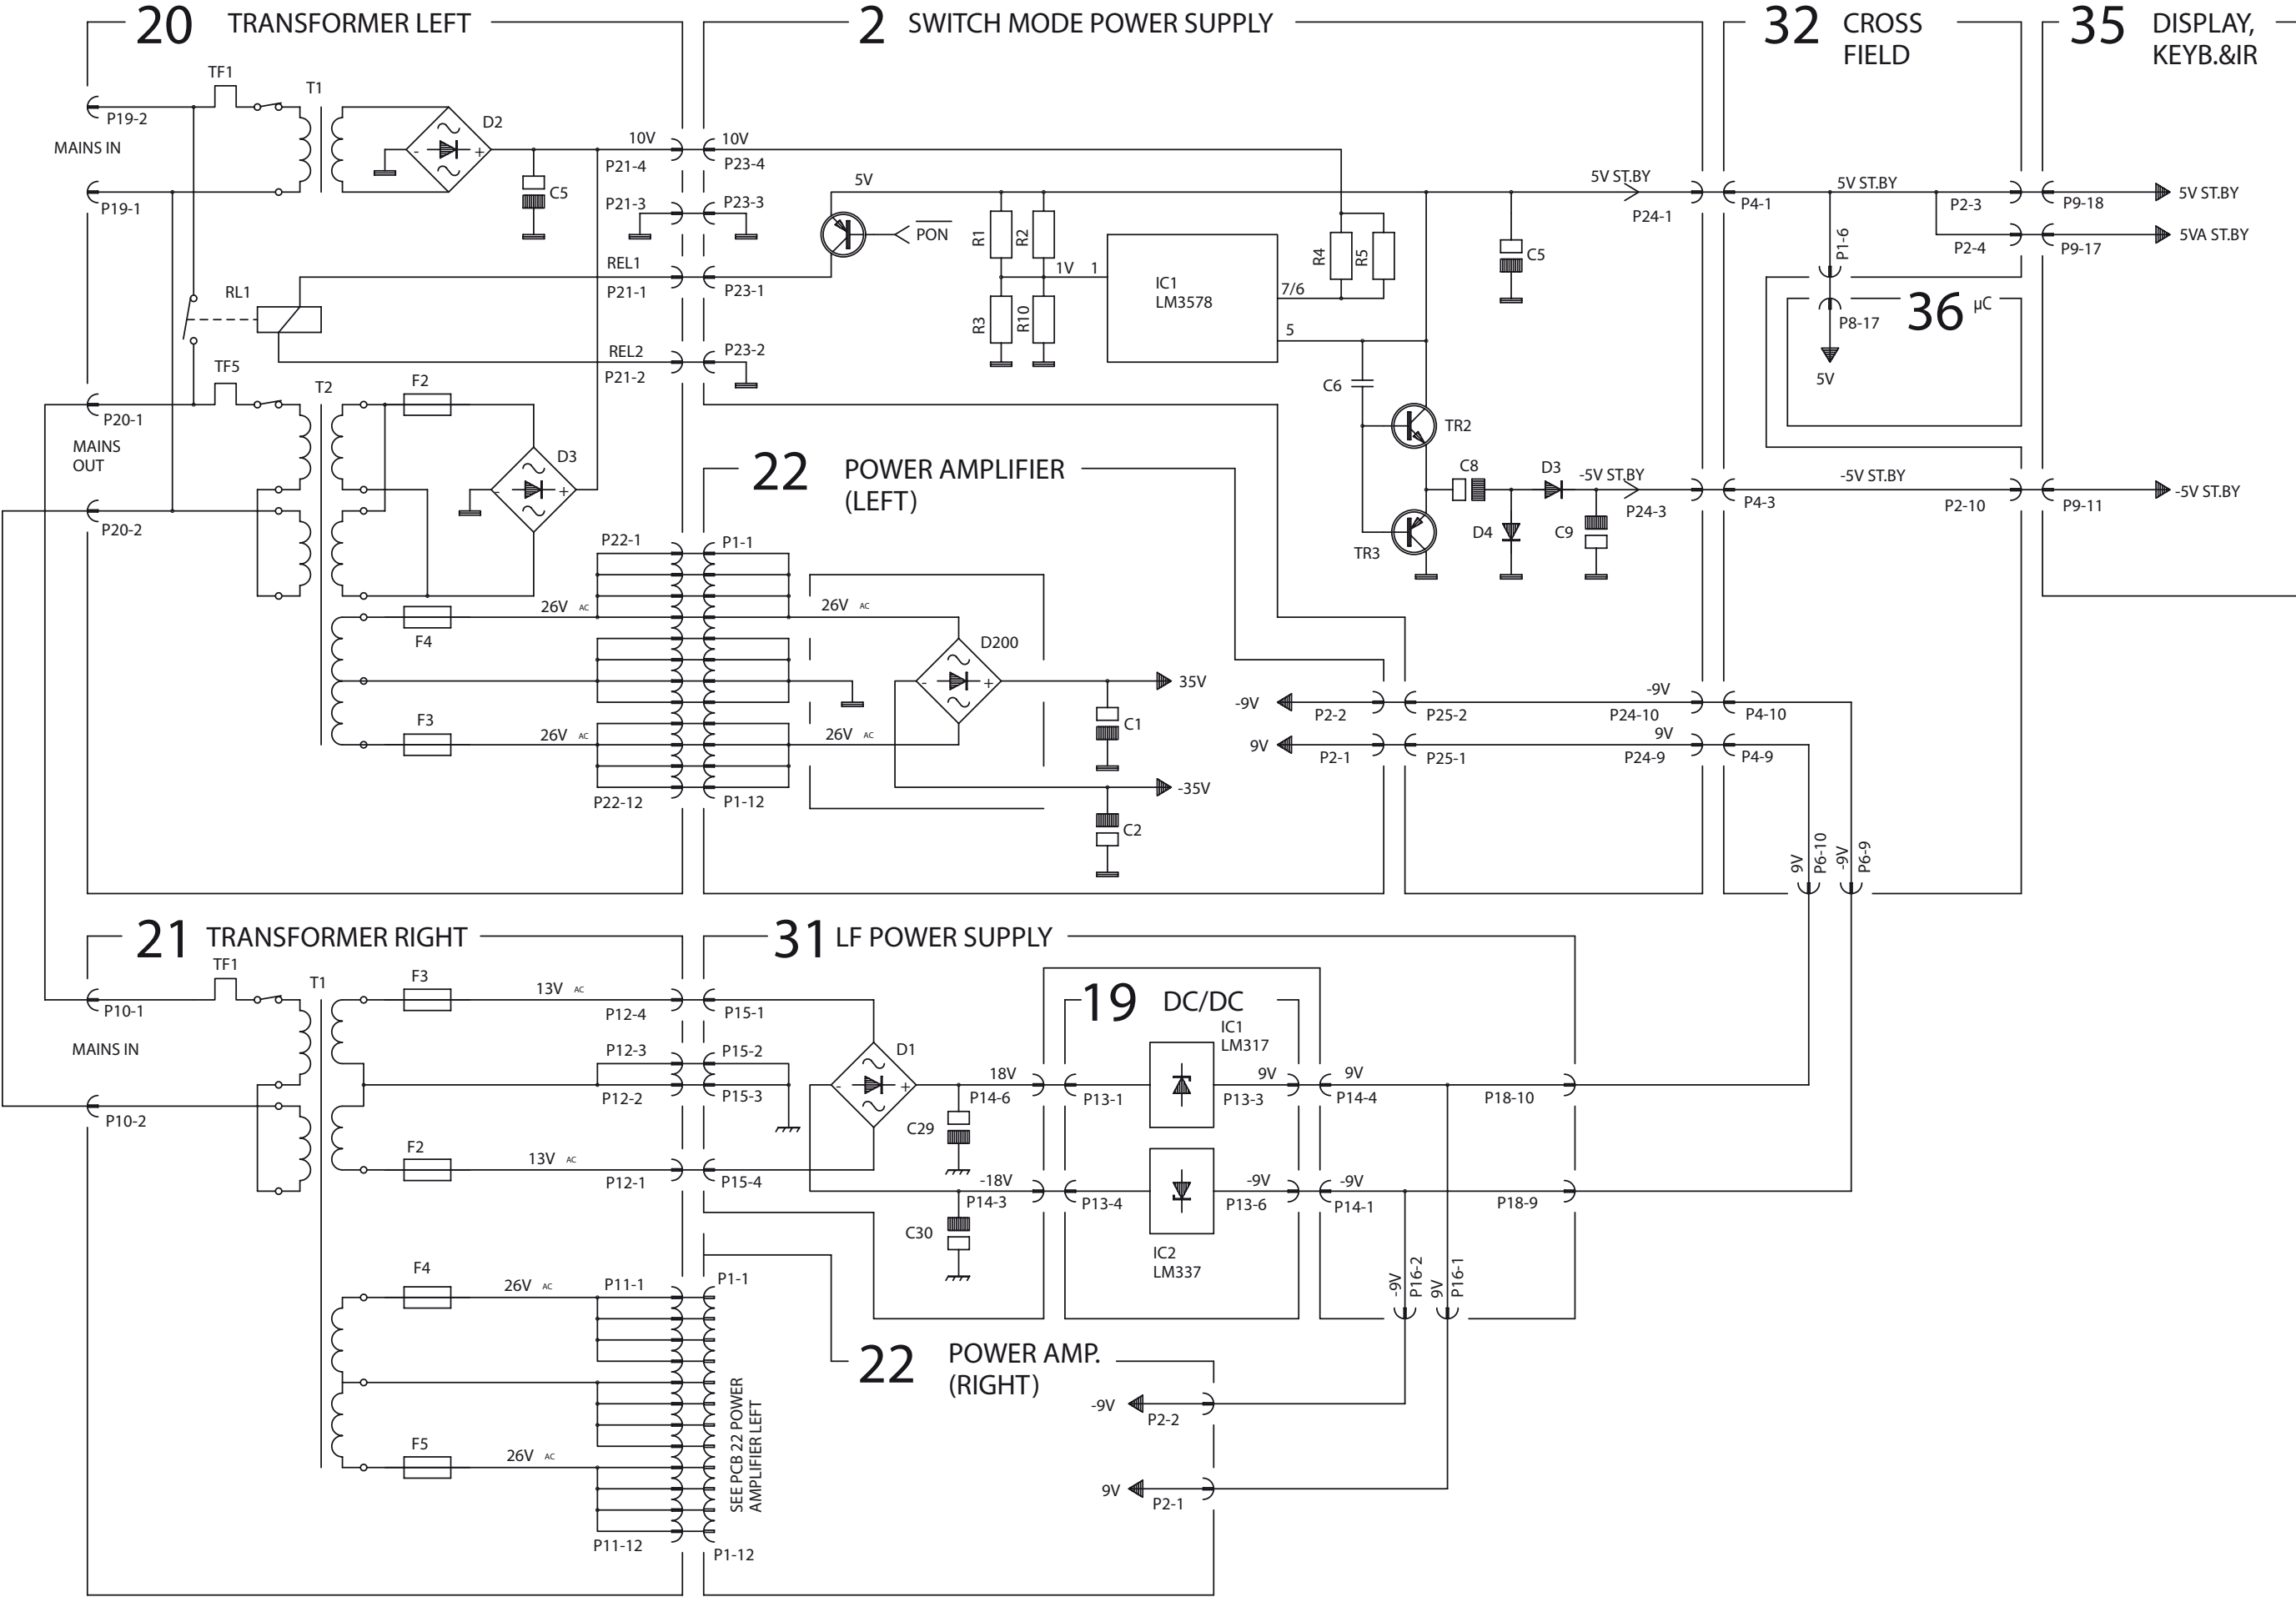 20 TRANSFORMER LEFT
TF1
T1
P19-2
MAINS IN
P19-1
D2
-
+
C5
10V
P21-4
P21-3
REL1
P21-1
RL1
REL2
P21-2
TF5
T2
F2
P20-1
MAINS
OUT
P20-2
D3
-
+
P22-1
26V AC
F4
F3
26V AC
P22-12
2 SWITCH MODE POWER SUPPLY
10V
P23-4
P23-3
5V
PON
P23-1
P23-2
R1
R2
1V
1
R3
R10
IC1
LM3578
7/6
5
R4
R5
C5
5V ST.BY
P24-1
C6
TR2
TR3
C8
D3
D4
C9
-5V ST.BY
P24-3
P25-2
P25-1
-9V
P24-10
9V
P24-9
22 POWER AMPLIFIER
(LEFT)
P1-1
26V AC
D200
-
+
35V
C1
26V AC
-35V
C2
P1-12
-9V
P2-2
9V
P2-1
32 CROSS
FIELD
P4-1
5V ST.BY
P2-3
P2-4
P1-6
36 µC
P8-17
5V
P4-3
-5V ST.BY
P2-10
P4-10
P4-9
9V
P6-10
-9V
P6-9
35 DISPLAY,
KEYB.&IR
P9-18
5V ST.BY
P9-17
5VA ST.BY
P9-11
-5V ST.BY
21 TRANSFORMER RIGHT
TF1
T1
P10-1
MAINS IN
P10-2
F3
13V AC
P12-4
P12-3
P12-2
F2
13V AC
P12-1
F4
26V AC
P11-1
F5
26V AC
P11-12
31 LF POWER SUPPLY
P15-1
P15-2
P15-3
P15-4
D1
-
+
18V
P14-6
C29
-18V
P14-3
C30
19 DC/DC
IC1
LM317
P13-1
9V
P13-3
P13-4
-9V
P13-6
IC2
LM337
9V
P14-4
P18-10
-9V
P14-1
P18-9
-9V
P16-2
9V
P16-1
22 POWER AMP.
(RIGHT)
P1-1
SEE PCB 22 POWER
AMPLIFIER LEFT
P1-12
-9V
P2-2
9V
P2-1